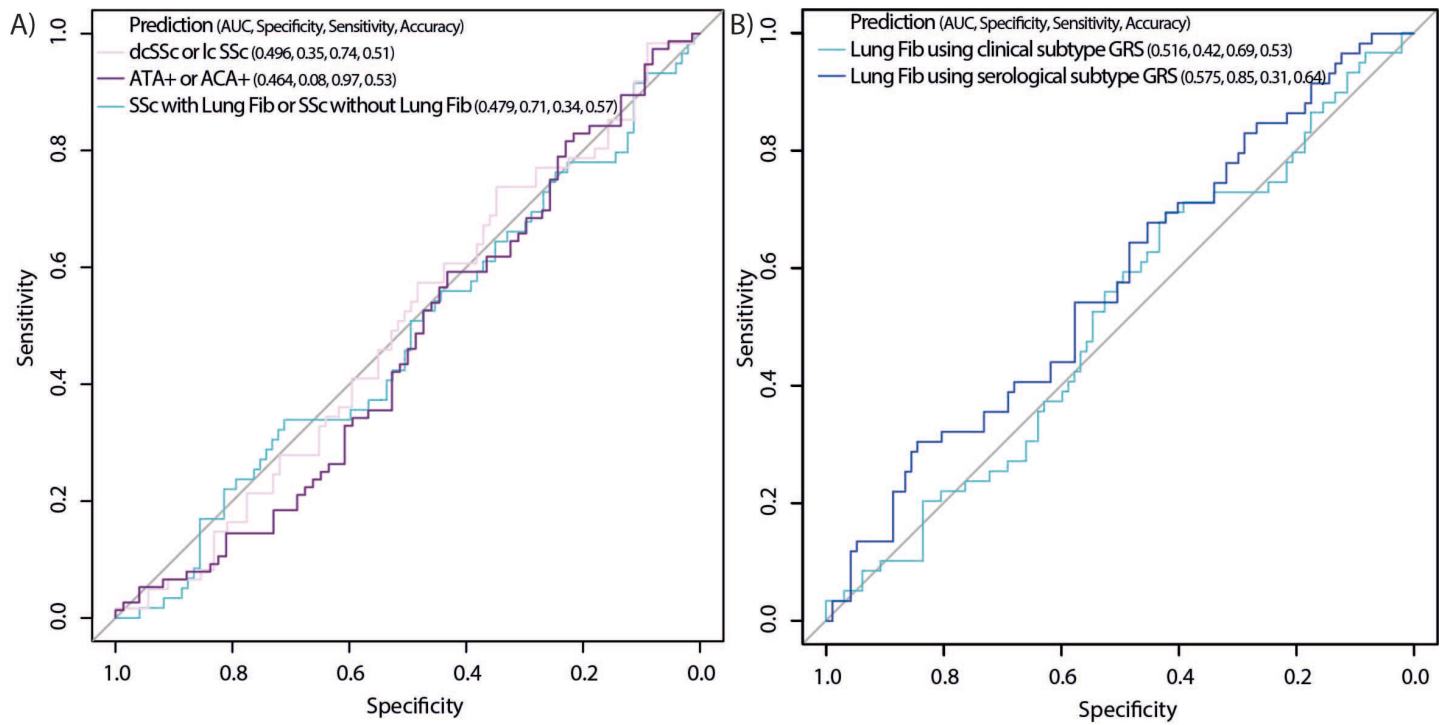 A)
Prediction (AUC, Specificity, Sensitivity, Accuracy)
dcSSc or lc SSc (0.496, 0.35, 0.74, 0.51)
ATA+ or ACA+ (0.464, 0.08, 0.97, 0.53)
SSc with Lung Fib or SSc without Lung Fib (0.479, 0.71, 0.34, 0.57)
Sensitivity
1.0
0.8
0.6
0.4
0.2
0.0
1.0 0.8 0.6 0.4 0.2 0.0
Specificity
B)
Prediction (AUC, Specificity, Sensitivity, Accuracy)
Lung Fib using clinical subtype GRS (0.516, 0.42, 0.69, 0.53)
Lung Fib using serological subtype GRS (0.575, 0.85, 0.31, 0.64)
Sensitivity
1.0
0.8
0.6
0.4
0.2
0.0
1.0 0.8 0.6 0.4 0.2 0.0
Specificity